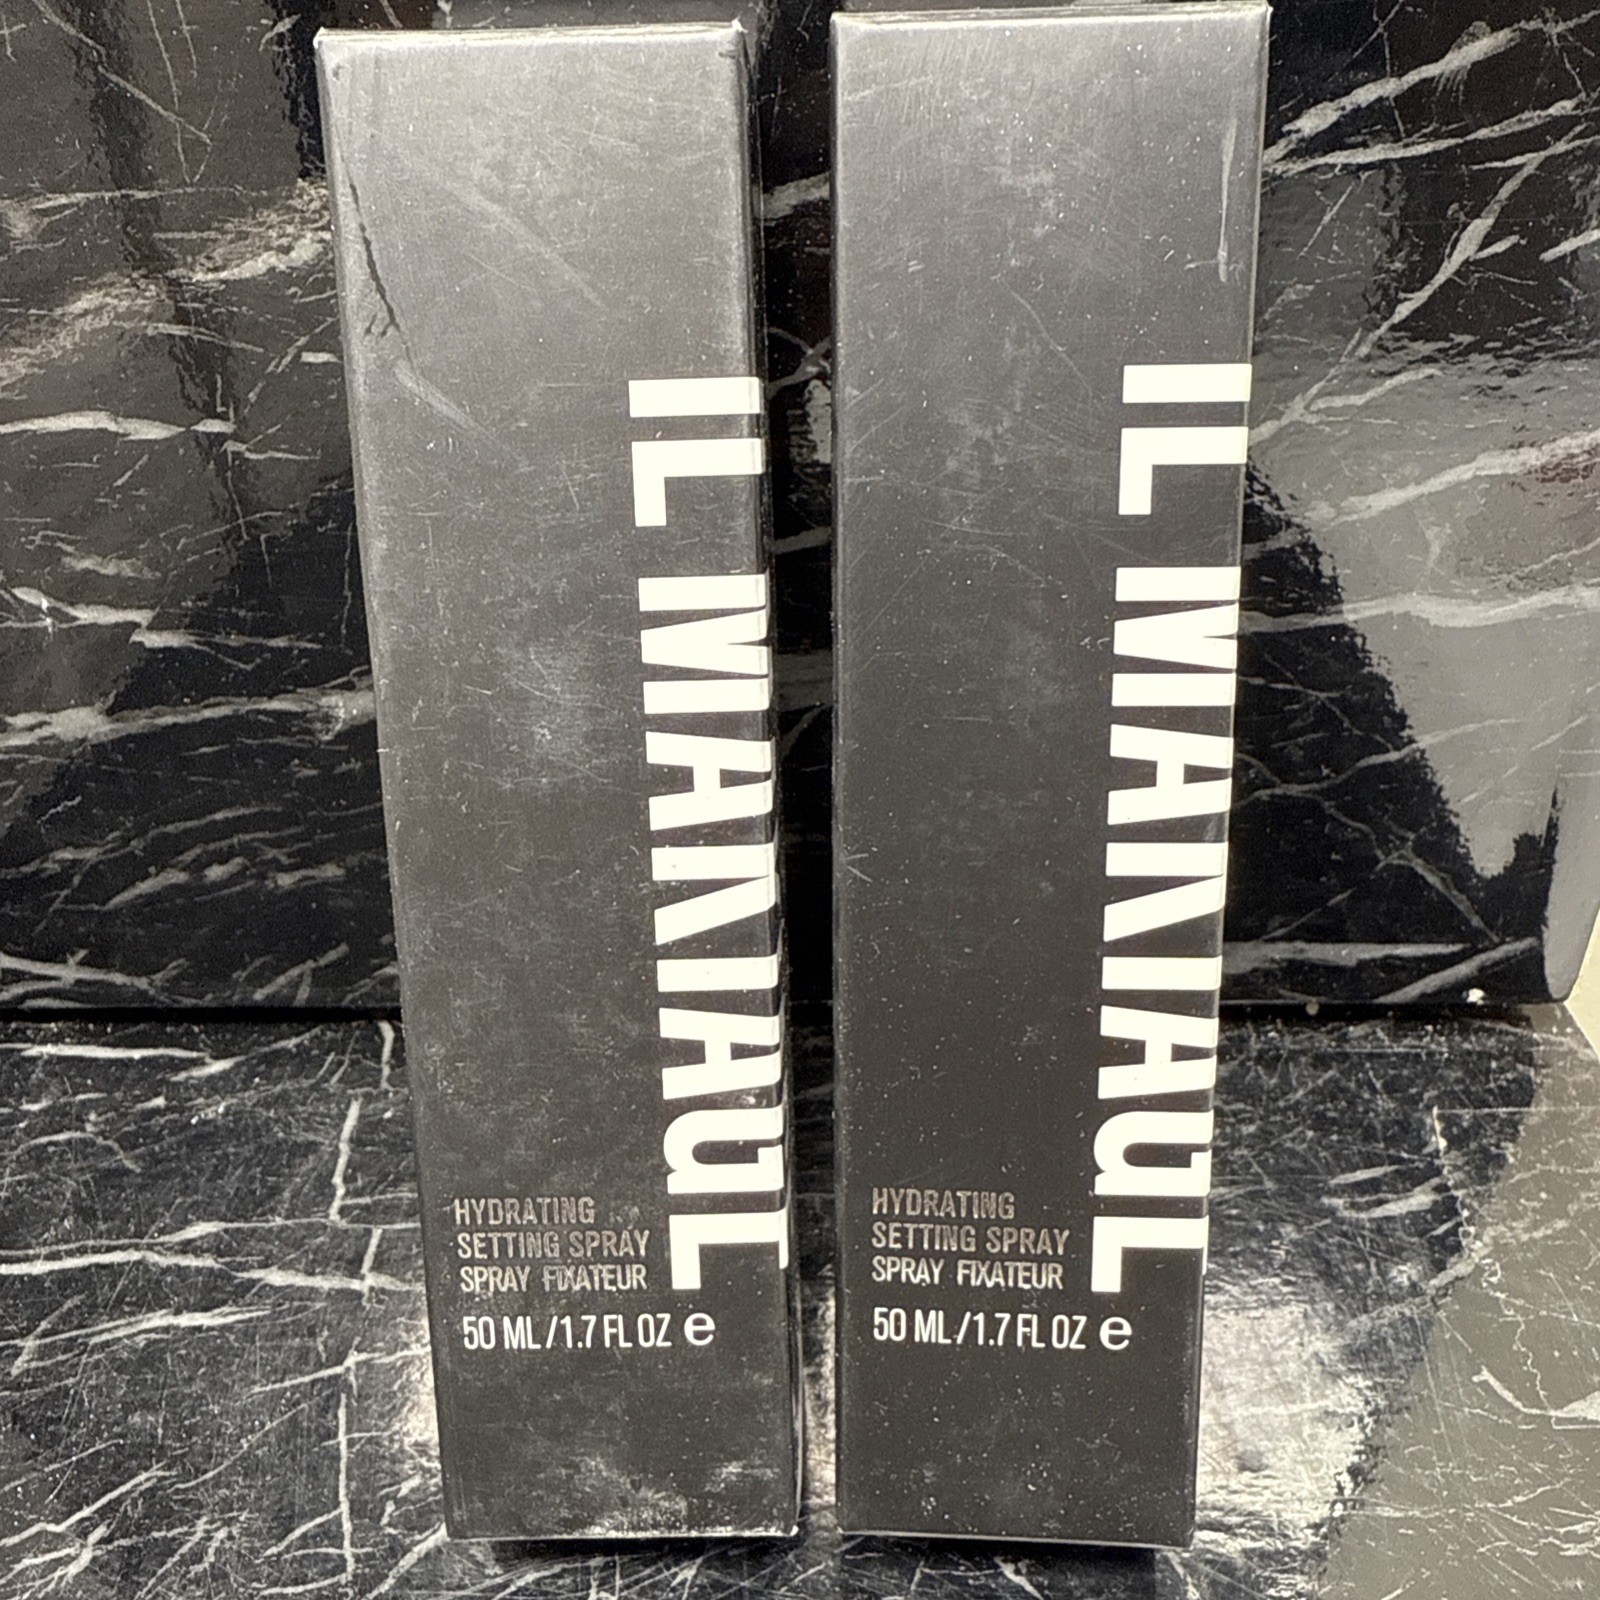 IL MAKIAGE
HYDRATING
SETTING SPRAY
SPRAY FIXATEUR
50 ML/1.7 FL OZ e
IL MAKIAGE
HYDRATING
SETTING SPRAY
SPRAY FIXATEUR
50 ML/1.7 FL OZ e